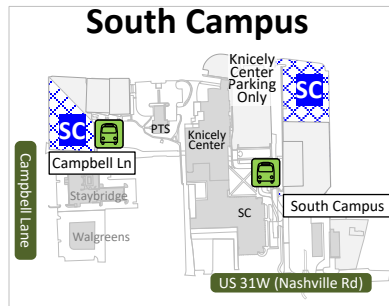 South Campus
Knicely
Center
Parking
Only
SC
SC
PTS
Knicely
Center
Campbell Ln
Campbell Lane
Staybridge
SC
South Campus
Walgreens
US 31W (Nashville Rd)